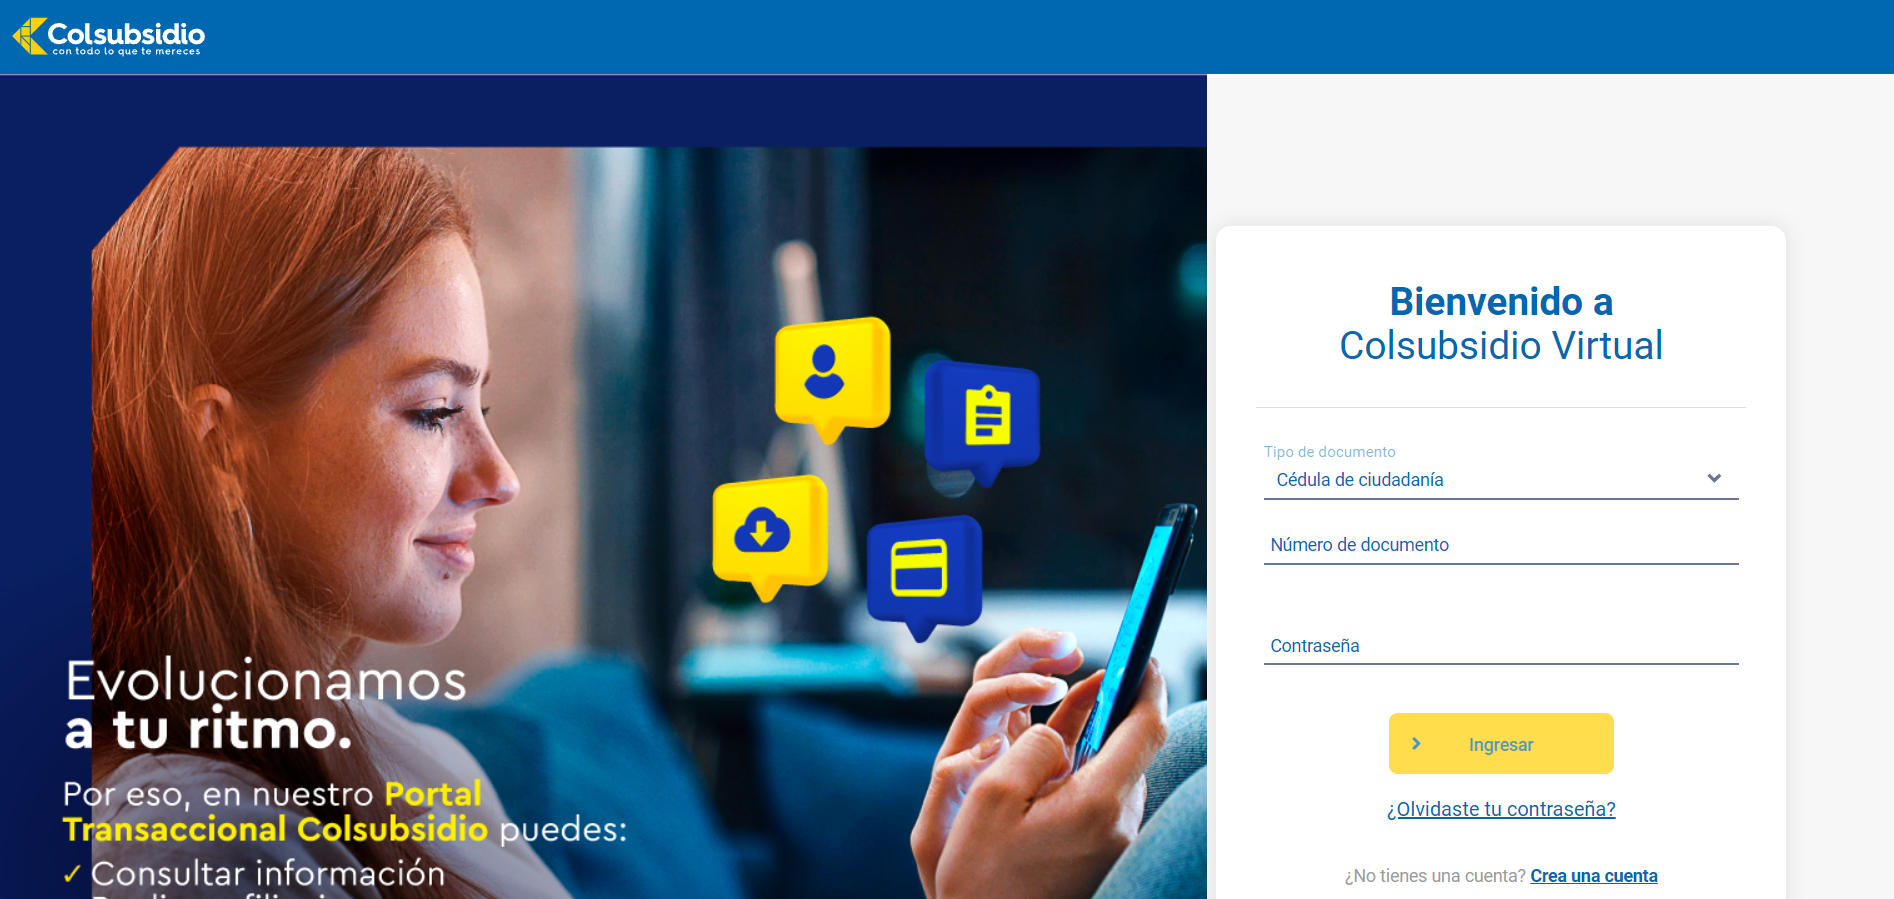 Colsubsidio
con todo lo que te mereces
Evolucionamos
a tu ritmo.
Por eso, en nuestro Portal
Transaccional Colsubsidio puedes:
✓ Consultar información
Bienvenido a
Colsubsidio Virtual
Tipo de documento
Cédula de ciudadanía
Número de documento
Contraseña
Ingresar
¿Olvidaste tu contraseña?
¿No tienes una cuenta? Crea una cuenta